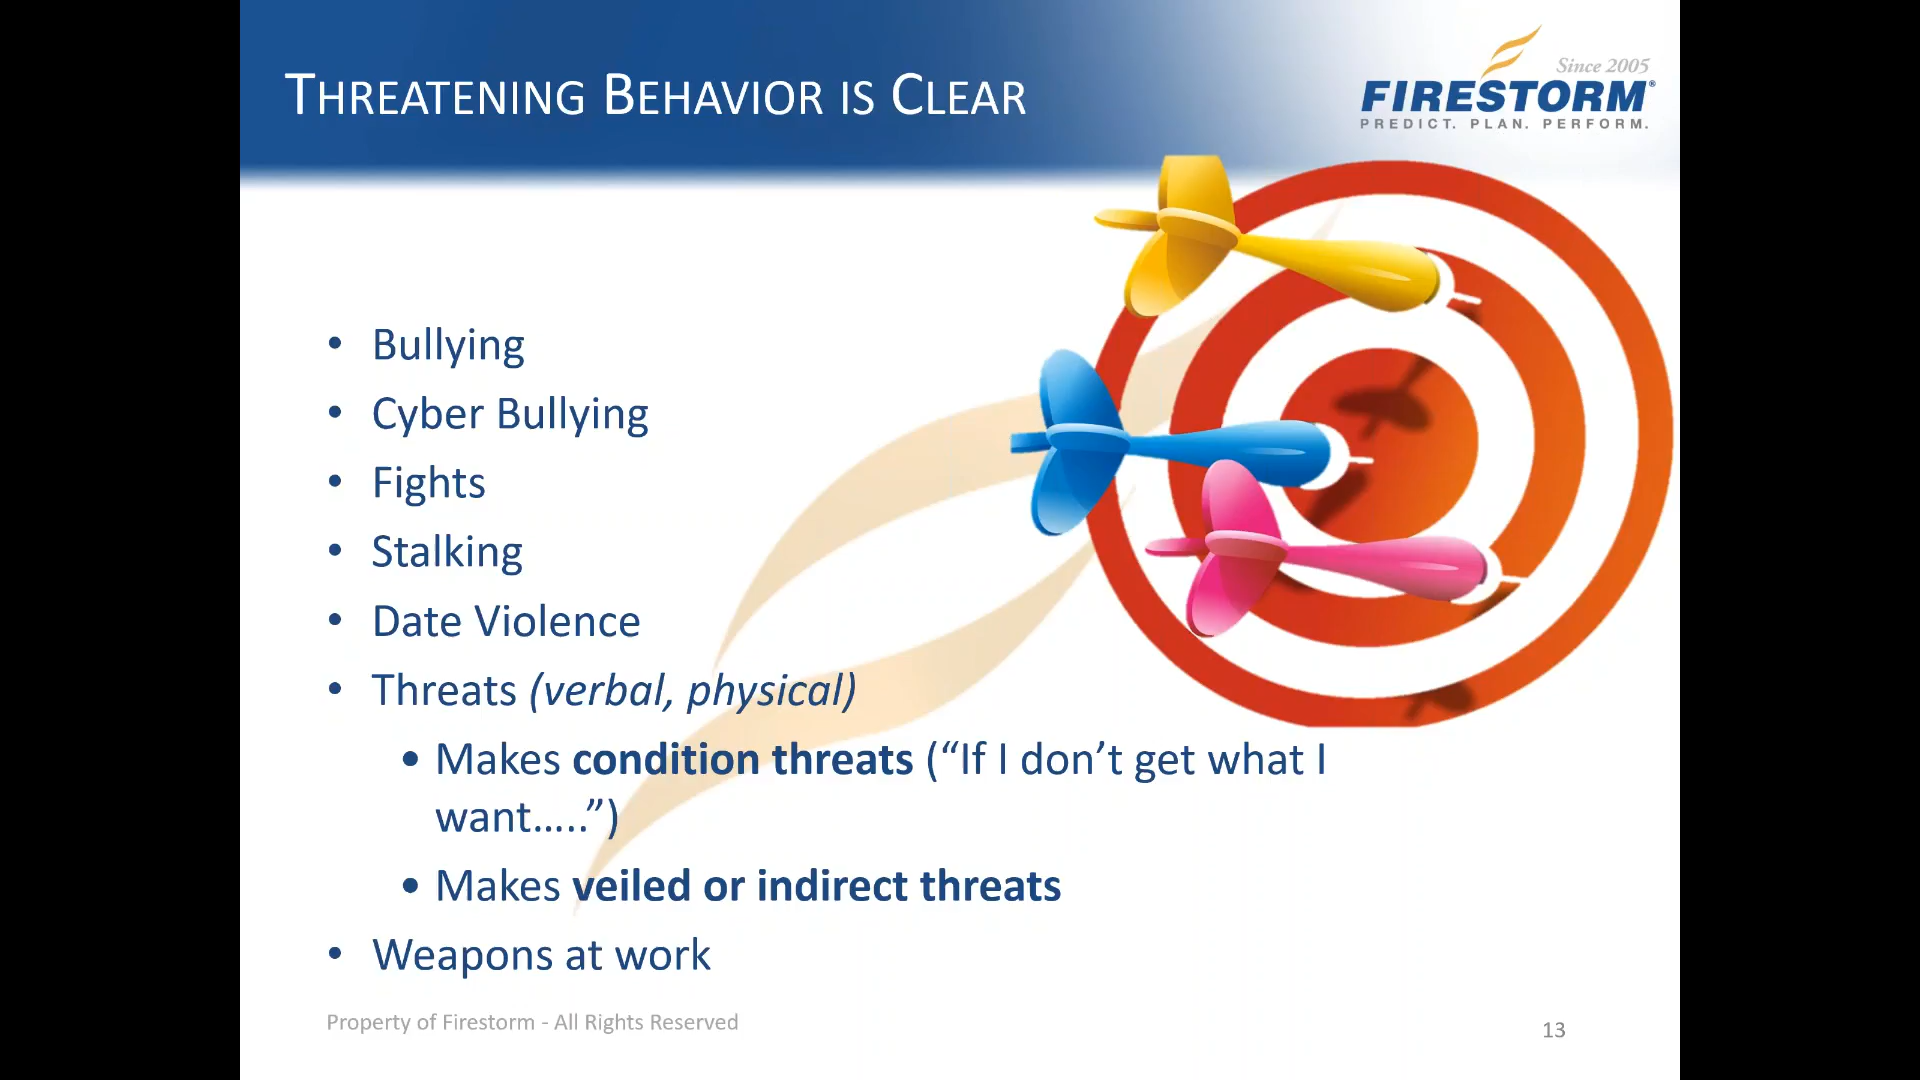 THREATENING BEHAVIOR IS CLEAR
Since 2005
FIRESTORM®
PREDICT. PLAN. PERFORM.
• Bullying
• Cyber Bullying
• Fights
• Stalking
• Date Violence
• Threats (verbal, physical)
• Makes condition threats (“If I don’t get what I
want…..”)
• Makes veiled or indirect threats
• Weapons at work
Property of Firestorm - All Rights Reserved
13